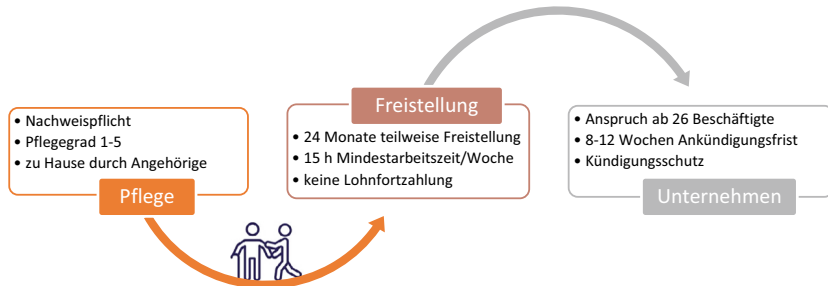 • Nachweispflicht
• Pflegegrad 1-5
• zu Hause durch Angehörige
Pflege
Freistellung
• 24 Monate teilweise Freistellung
• 15 h Mindestarbeitszeit/Woche
• keine Lohnfortzahlung
• Anspruch ab 26 Beschäftigte
• 8-12 Wochen Ankündigungsfrist
• Kündigungsschutz
Unternehmen